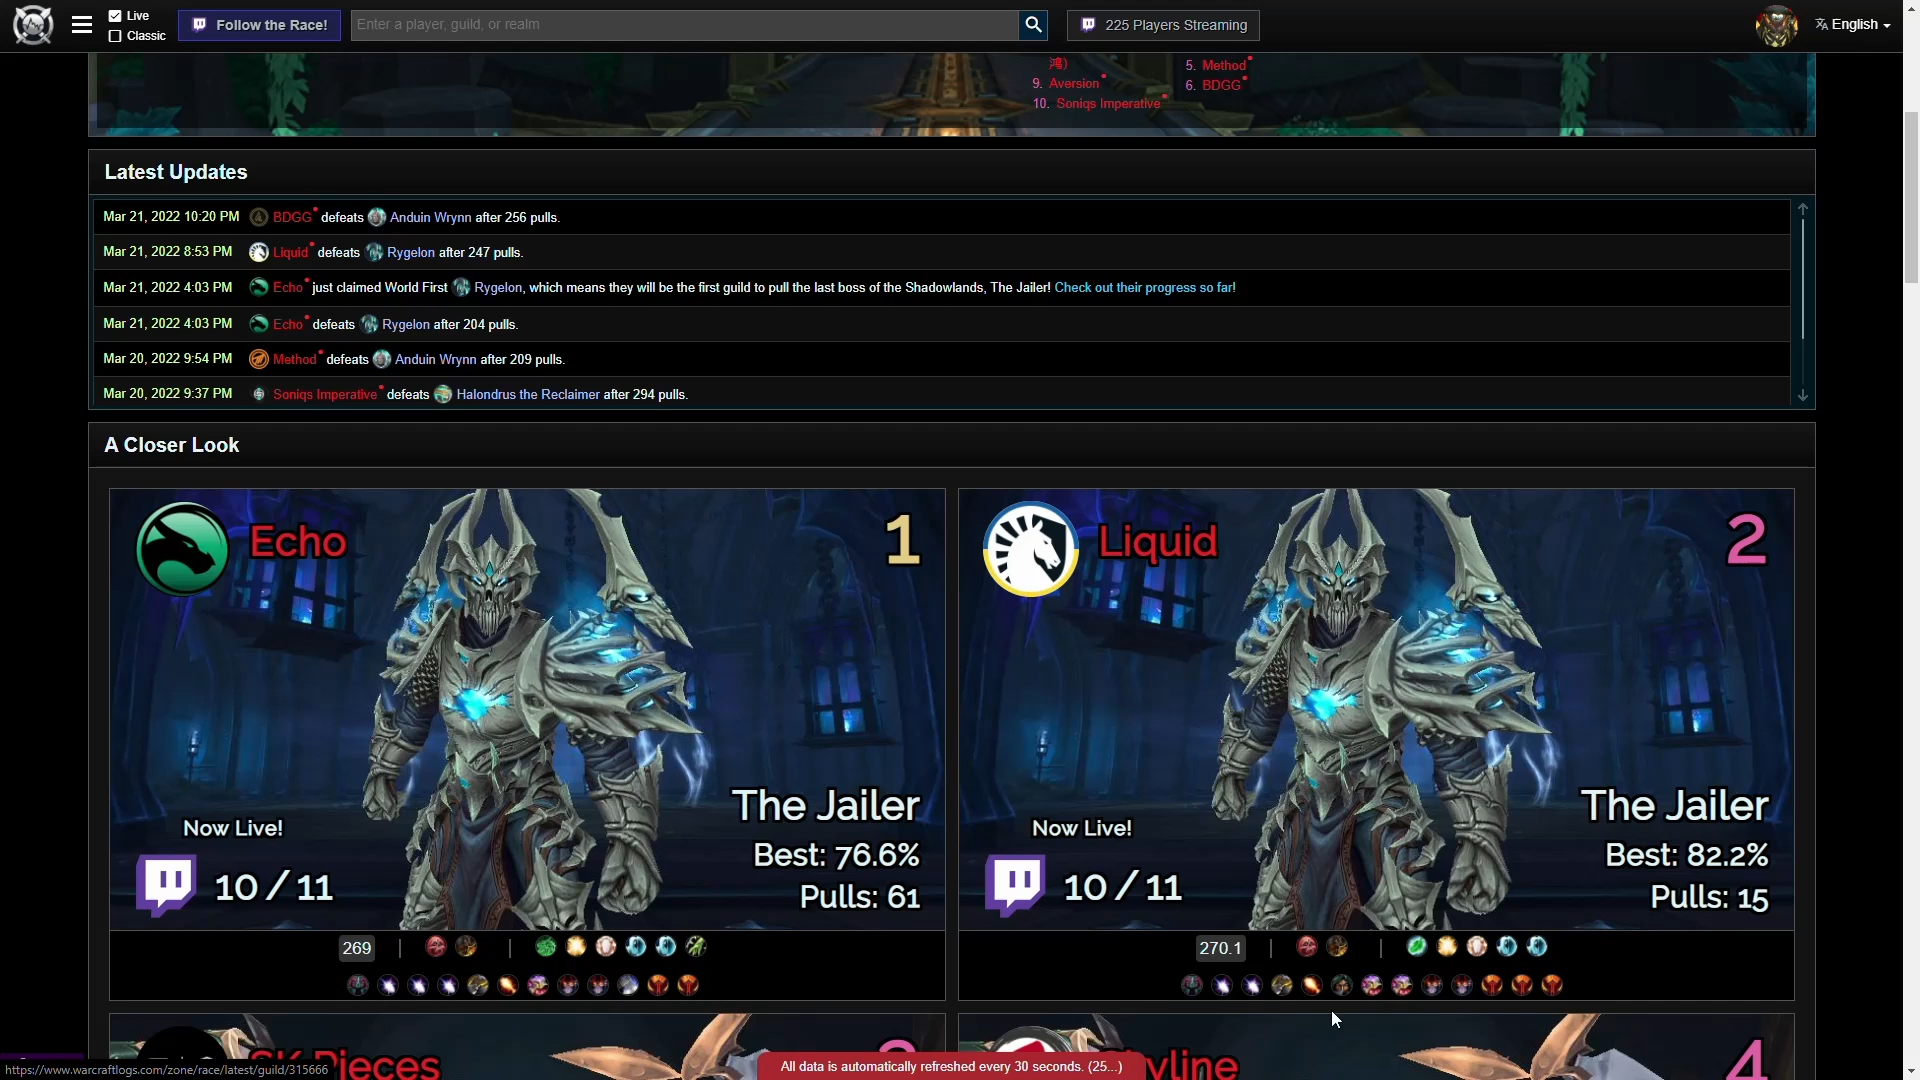 Live
Classic
Follow the Race!
Enter a player, guild, or realm
225 Players Streaming
English
鸿)
9. Aversion
10. Soniqs Imperative
5. Method
6. BDGG
Latest Updates
Mar 21, 2022 10:20 PM BDGG defeats Anduin Wrynn after 256 pulls.
Mar 21, 2022 8:53 PM Liquid defeats Rygelon after 247 pulls.
Mar 21, 2022 4:03 PM Echo just claimed World First Rygelon, which means they will be the first guild to pull the last boss of the Shadowlands, The Jailer! Check out their progress so far!
Mar 21, 2022 4:03 PM Echo defeats Rygelon after 204 pulls.
Mar 20, 2022 9:54 PM Method defeats Anduin Wrynn after 209 pulls.
Mar 20, 2022 9:37 PM Soniqs Imperative defeats Halondrus the Reclaimer after 294 pulls.
A Closer Look
Echo 1
The Jailer
Now Live!
Best: 76.6%
10/11
Pulls: 61
269 | |
Liquid 2
The Jailer
Now Live!
Best: 82.2%
10/11
Pulls: 15
270.1 | |
SK Pieces
4
All data is automatically refreshed every 30 seconds. (25...)
https://www.warcraftlogs.com/zone/race/latest/guild/315666